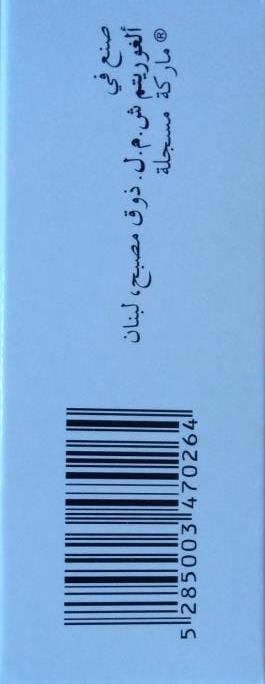 صنع في
ألغوريتم ش.م.ل. ذوق مصبح، لبنان
® ماركة مسجلة
5 285003 470264